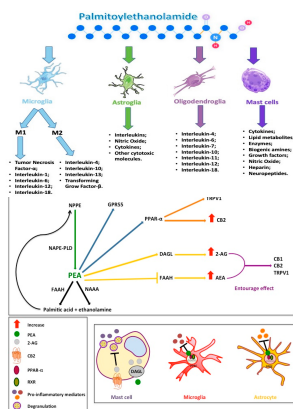 Palmitoylethanolamide
H
N
O
H
Microglia
Astroglia
Oligodendroglia
Mast cells
M1
M2
• Tumor Necrosis Factor-α;
• Interleukin-1;
• Interleukin-6;
• Interleukin-12;
• Interleukin-18.
• Interleukin-4;
• Interleukin-10;
• Interleukin-13;
• Transforming Growth Factor-β.
• Interleukins;
• Nitric Oxide;
• Cytokines;
• Other cytotoxic molecules.
• Interleukin-4;
• Interleukin-6;
• Interleukin-7;
• Interleukin-10;
• Interleukin-11;
• Interleukin-12;
• Interleukin-18.
• Cytokines;
• Lipid metabolites
• Enzymes;
• Biogenic amines;
• Growth factors;
• Nitric Oxide;
• Heparin;
• Neuropeptides.
NPPE
GPR55
TRPV1
PPAR-α
CB2
NAPE-PLD
PEA
DAGL
2-AG
FAAH
AEA
CB1
CB2
TRPV1
Entourage effect
FAAH
NAAA
Palmitic acid + ethanolamine
Increase
PEA
2-AG
CB2
PPAR-α
RXR
Pro-inflammatory mediators
Degranulation
DAGL
Mast cell
Microglia
Astrocyte